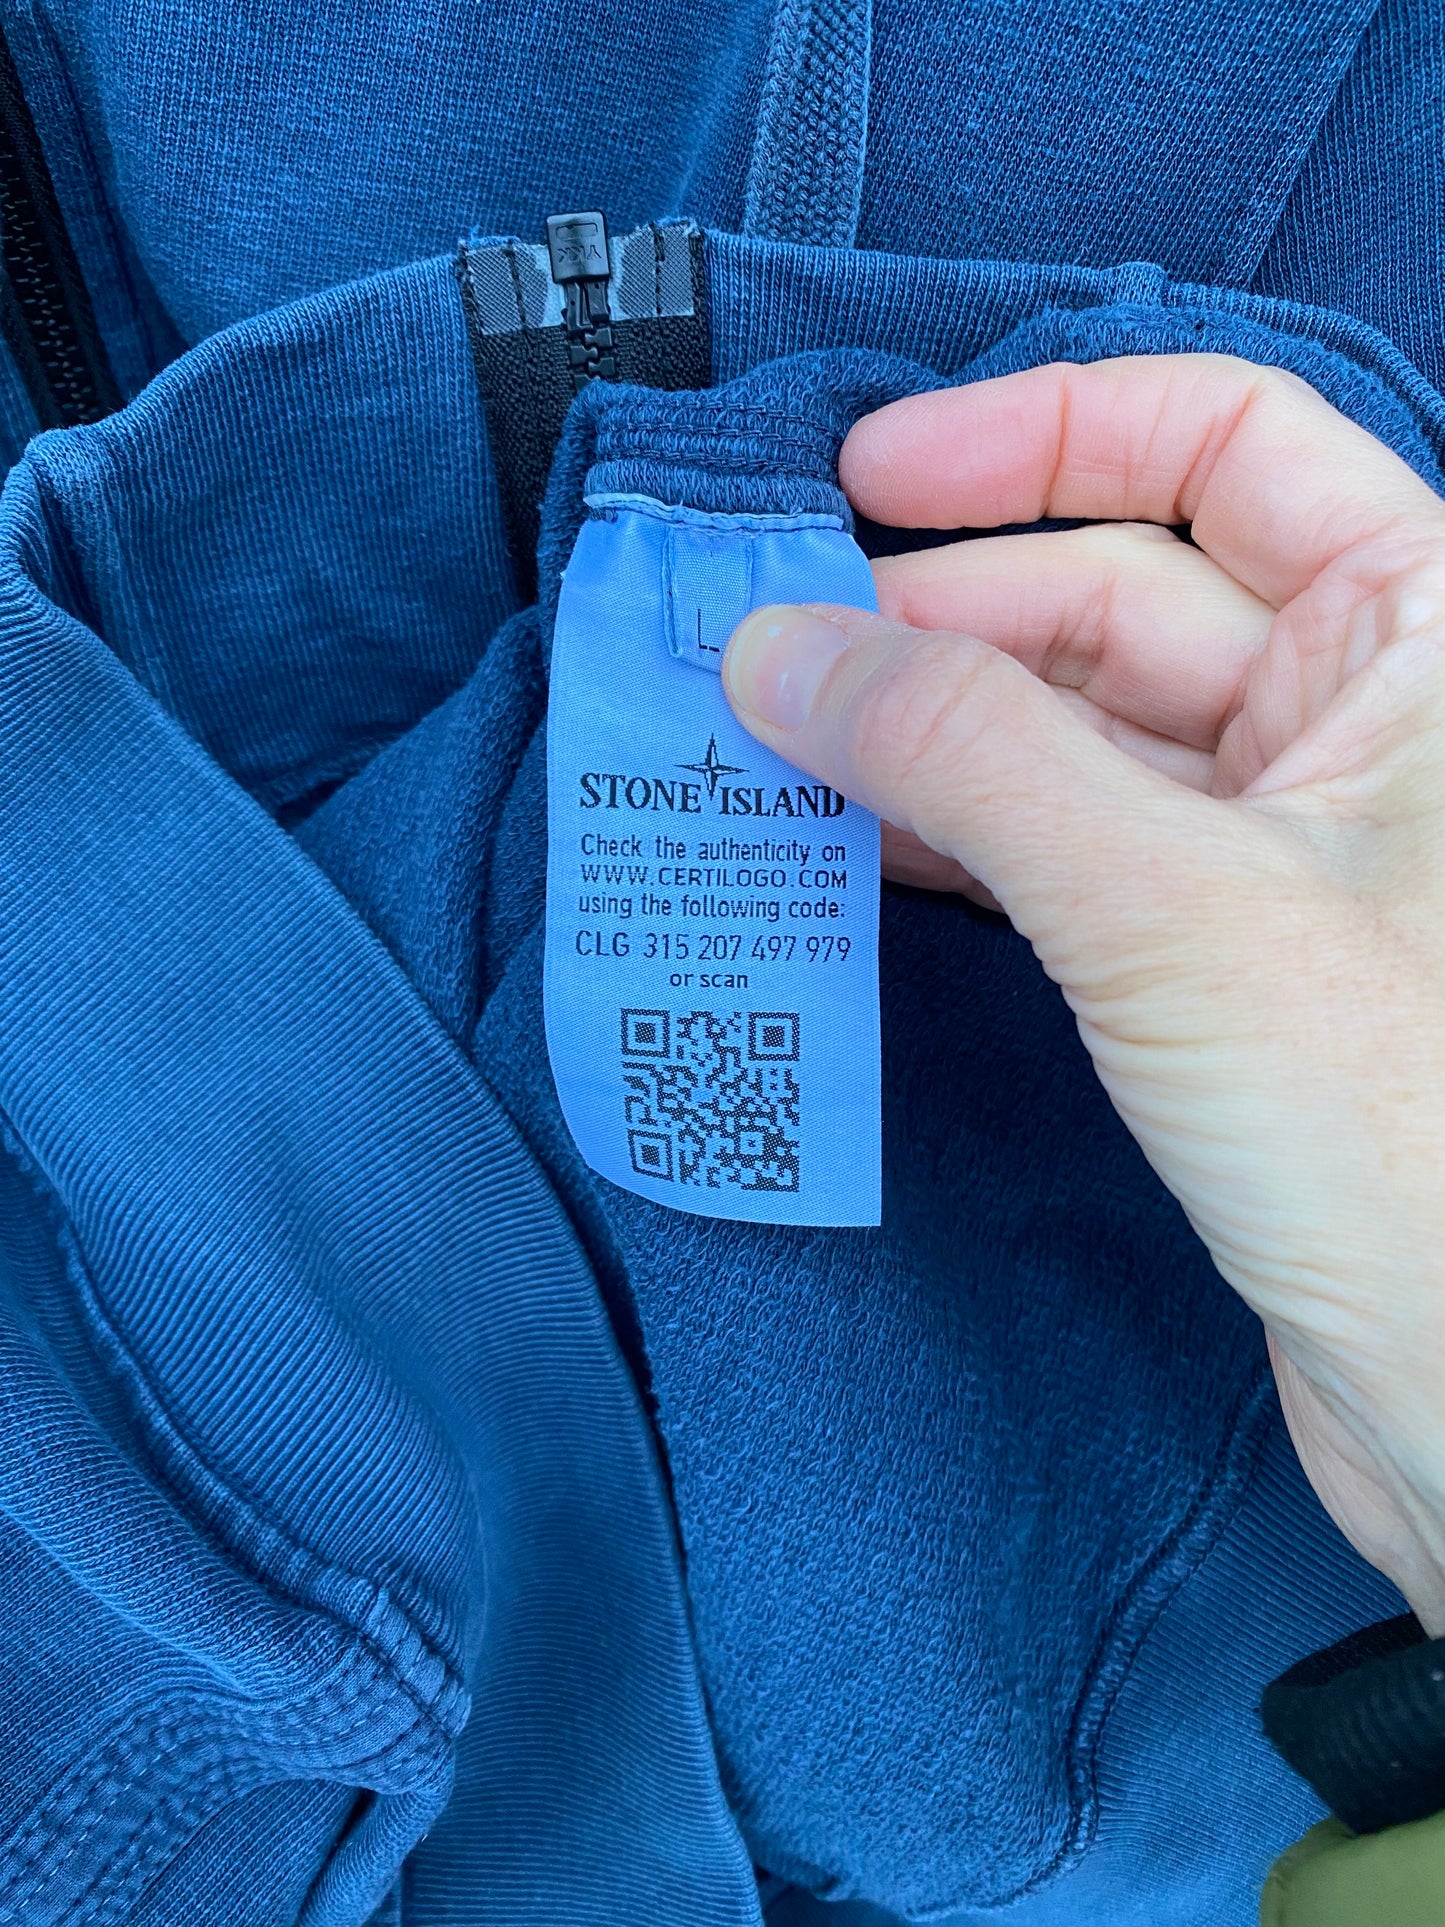 YKK
L
STONE ISLAND
Check the authenticity on
WWW.CERTILOGO.COM
using the following code:
CLG 315 207 497 979
or scan